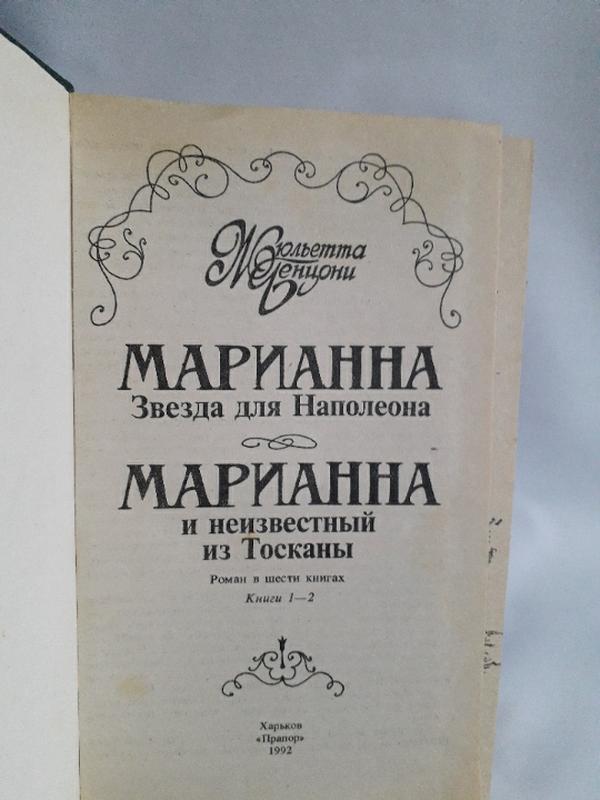 Жюльетта
Бенцони
МАРИАННА
Звезда для Наполеона
МАРИАННА
и неизвестный
из Тосканы
Роман в шести книгах
Книги 1—2
Харьков
«Прапор»
1992